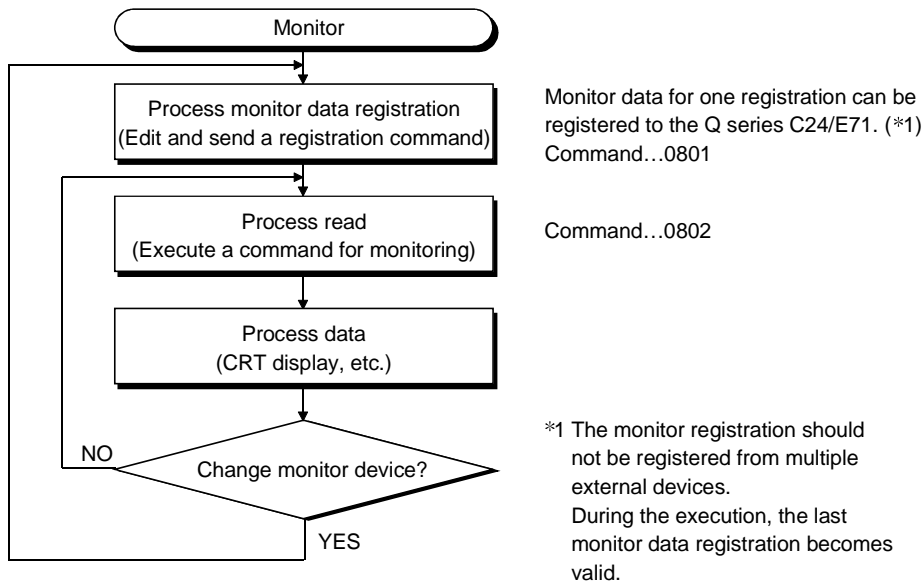 Monitor
Process monitor data registration
(Edit and send a registration command)
Monitor data for one registration can be
registered to the Q series C24/E71. (*1)
Command…0801
Process read
(Execute a command for monitoring)
Command…0802
Process data
(CRT display, etc.)
Change monitor device?
NO
YES
*1 The monitor registration should
not be registered from multiple
external devices.
During the execution, the last
monitor data registration becomes
valid.